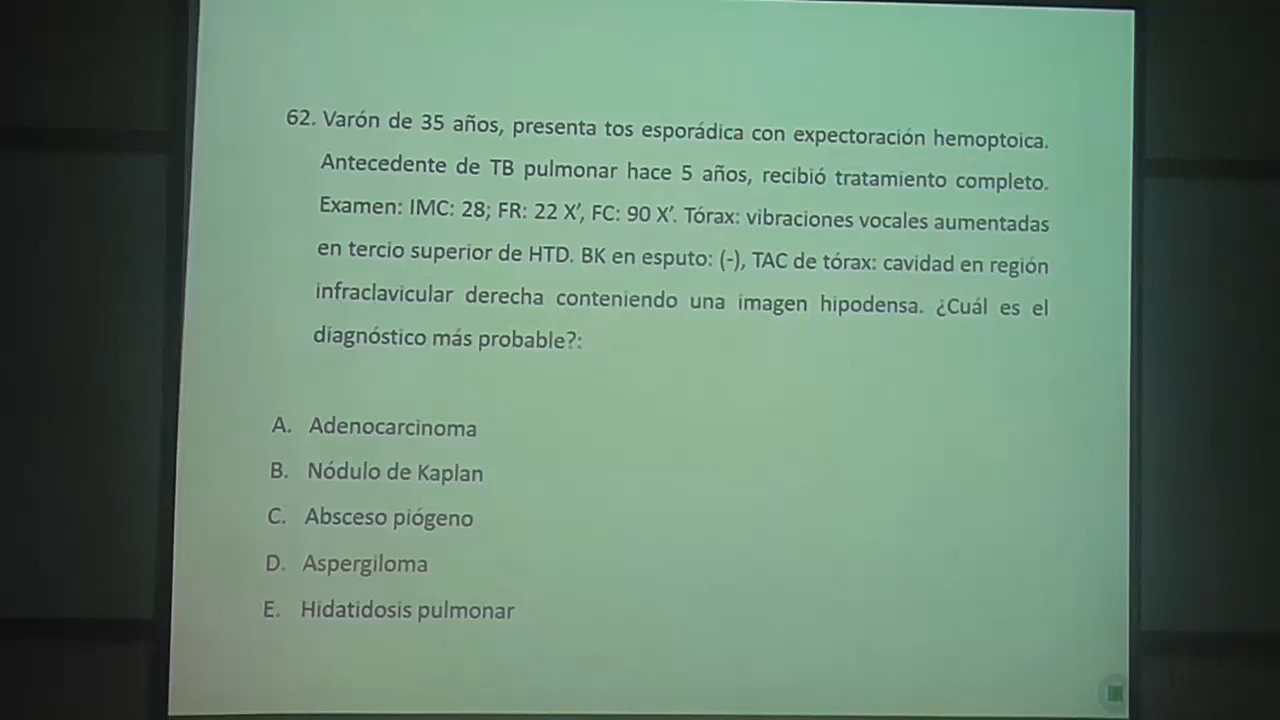 62. Varón de 35 años, presenta tos esporádica con expectoración hemoptoica.
Antecedente de TB pulmonar hace 5 años, recibió tratamiento completo.
Examen: IMC: 28; FR: 22 X’, FC: 90 X’. Tórax: vibraciones vocales aumentadas
en tercio superior de HTD. BK en esputo: (-), TAC de tórax: cavidad en región
infraclavicular derecha conteniendo una imagen hipodensa. ¿Cuál es el
diagnóstico más probable?:
A. Adenocarcinoma
B. Nódulo de Kaplan
C. Absceso piógeno
D. Aspergiloma
E. Hidatidosis pulmonar